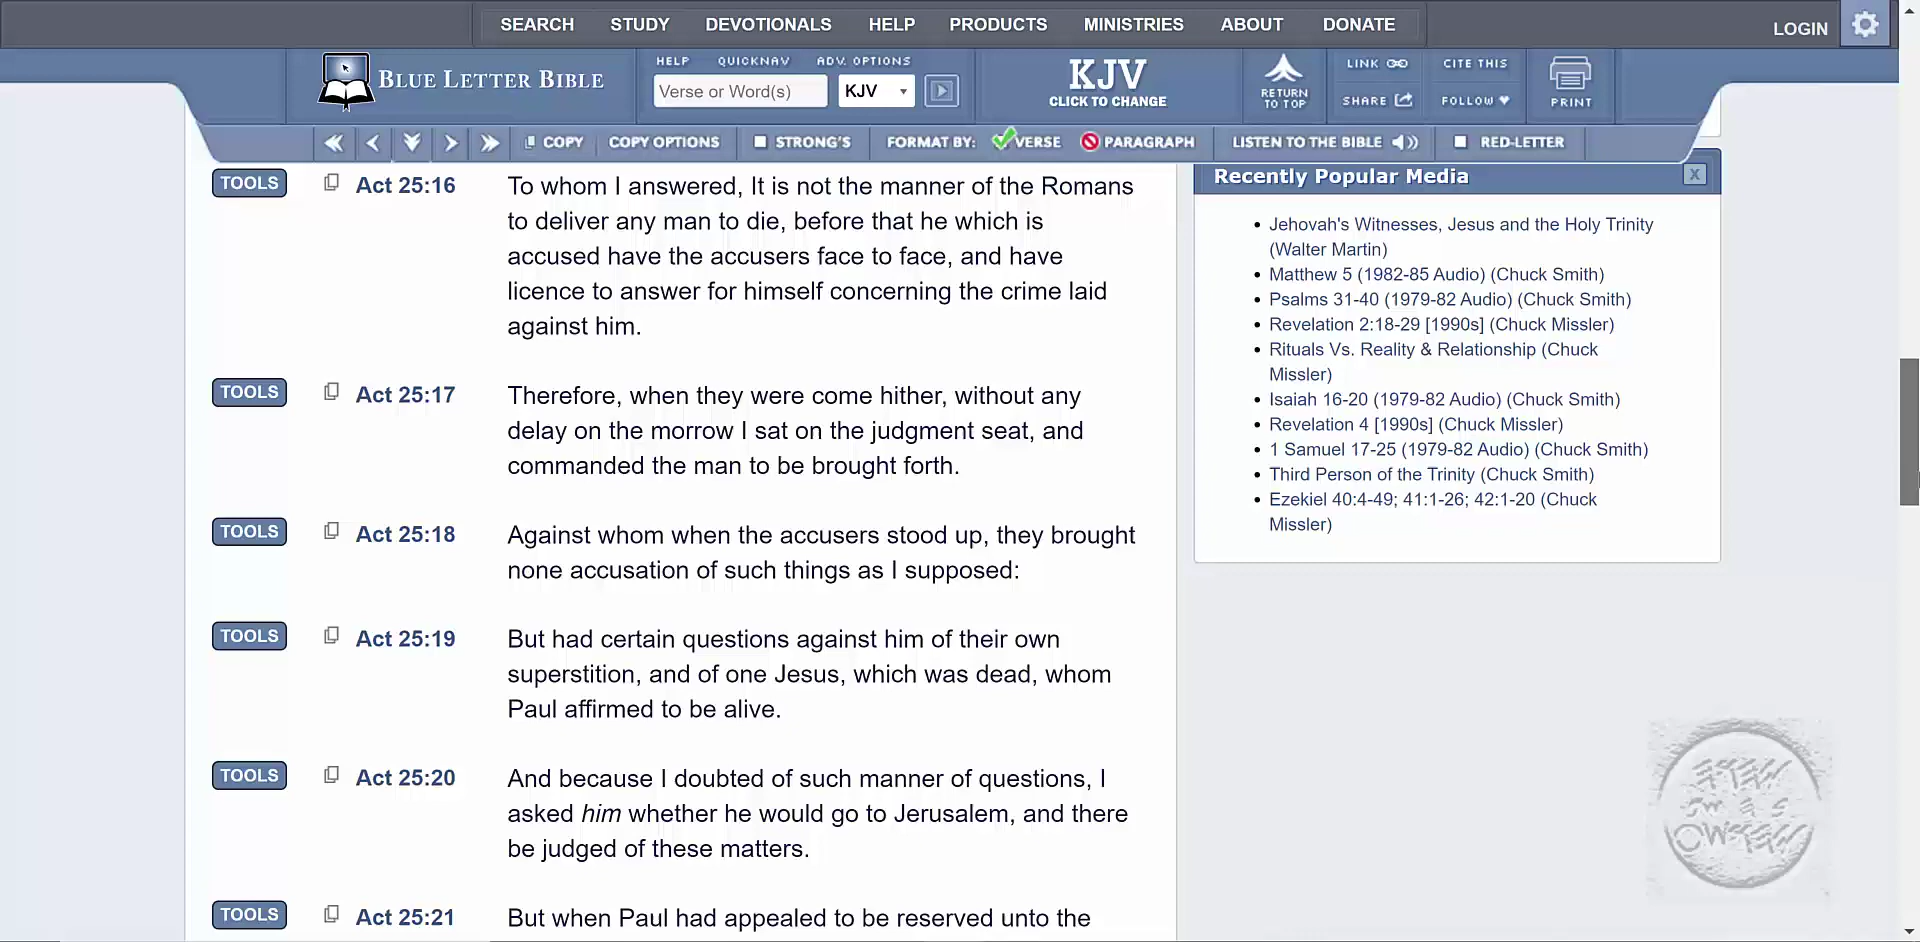 SEARCH STUDY DEVOTIONALS HELP PRODUCTS MINISTRIES ABOUT DONATE LOGIN
BLUE LETTER BIBLE
HELP QUICKNAV ADV. OPTIONS
Verse or Word(s) KJV
KJV
CLICK TO CHANGE
RETURN
TO TOP
LINK CITE THIS
SHARE FOLLOW
PRINT
COPY COPY OPTIONS STRONG'S FORMAT BY: VERSE PARAGRAPH LISTEN TO THE BIBLE RED-LETTER
TOOLS Act 25:16 To whom I answered, It is not the manner of the Romans
to deliver any man to die, before that he which is
accused have the accusers face to face, and have
licence to answer for himself concerning the crime laid
against him.
TOOLS Act 25:17 Therefore, when they were come hither, without any
delay on the morrow I sat on the judgment seat, and
commanded the man to be brought forth.
TOOLS Act 25:18 Against whom when the accusers stood up, they brought
none accusation of such things as I supposed:
TOOLS Act 25:19 But had certain questions against him of their own
superstition, and of one Jesus, which was dead, whom
Paul affirmed to be alive.
TOOLS Act 25:20 And because I doubted of such manner of questions, I
asked him whether he would go to Jerusalem, and there
be judged of these matters.
TOOLS Act 25:21 But when Paul had appealed to be reserved unto the
Recently Popular Media X
Jehovah's Witnesses, Jesus and the Holy Trinity
(Walter Martin)
Matthew 5 (1982-85 Audio) (Chuck Smith)
Psalms 31-40 (1979-82 Audio) (Chuck Smith)
Revelation 2:18-29 [1990s] (Chuck Missler)
Rituals Vs. Reality & Relationship (Chuck
Missler)
Isaiah 16-20 (1979-82 Audio) (Chuck Smith)
Revelation 4 [1990s] (Chuck Missler)
1 Samuel 17-25 (1979-82 Audio) (Chuck Smith)
Third Person of the Trinity (Chuck Smith)
Ezekiel 40:4-49; 41:1-26; 42:1-20 (Chuck
Missler)